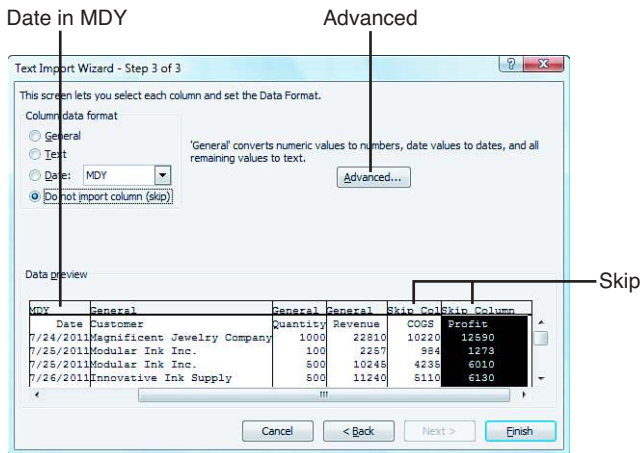 Date in MDY
Advanced
Text Import Wizard - Step 3 of 3
This screen lets you select each column and set the Data Format.
Column data format
General
Text
Date: MDY
Do not import column (skip)
'General' converts numeric values to numbers, date values to dates, and all remaining values to text.
Advanced...
Skip
Data preview
MDY General General General Skip Col Skip Column
Date Customer Quantity Revenue COGS Profit
7/24/2011 Magnificent Jewelry Company 1000 22810 10220 12590
7/25/2011 Modular Ink Inc. 100 2257 984 1273
7/25/2011 Modular Ink Inc. 500 10245 4235 6010
7/26/2011 Innovative Ink Supply 500 11240 5110 6130
Cancel
< Back
Next >
Finish